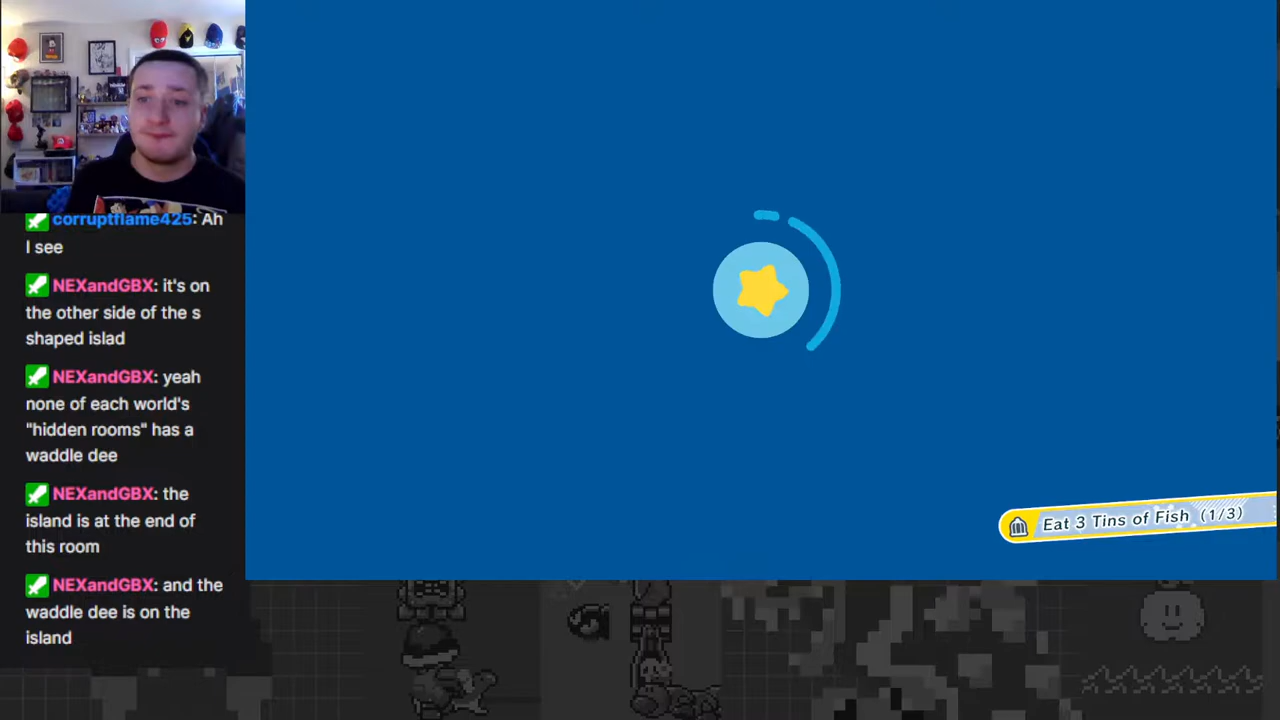 corruptflame425: Ah
I see
NEXandGBX: it's on
the other side of the s
shaped islad
NEXandGBX: yeah
none of each world's
"hidden rooms" has a
waddle dee
NEXandGBX: the
island is at the end of
this room
NEXandGBX: and the
waddle dee is on the
island
Eat 3 Tins of Fish (1/3)